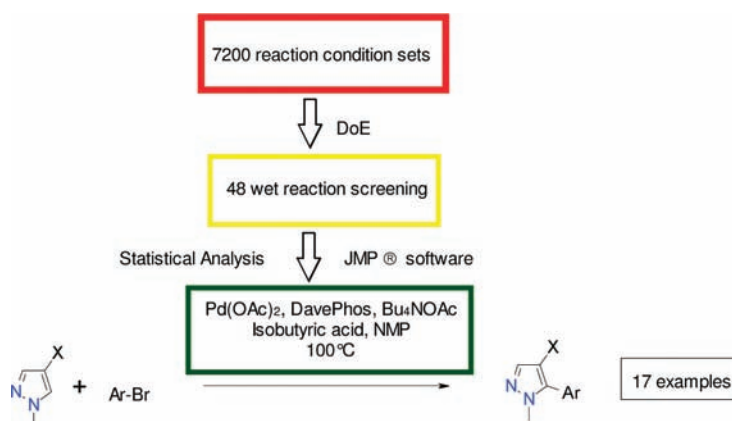 7200 reaction condition sets
DoE
48 wet reaction screening
Statistical Analysis JMP ® software
Pd(OAc)₂, DavePhos, Bu₄NOAc
Isobutyric acid, NMP
100°C
X
N
N
+
Ar-Br
X
N
N
Ar
17 examples